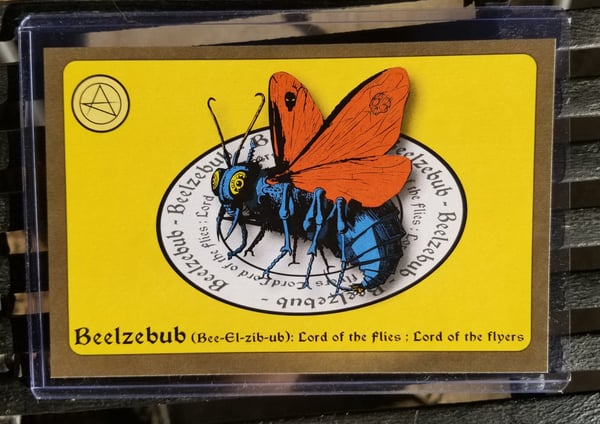 Beelzebub - Beelzebub - Beelzebub - Beelzebub -
Lord of the flies ; Lord
of the flies ;
Beelzebub (Bee-El-zib-ub): Lord of the flies ; Lord of the flyers